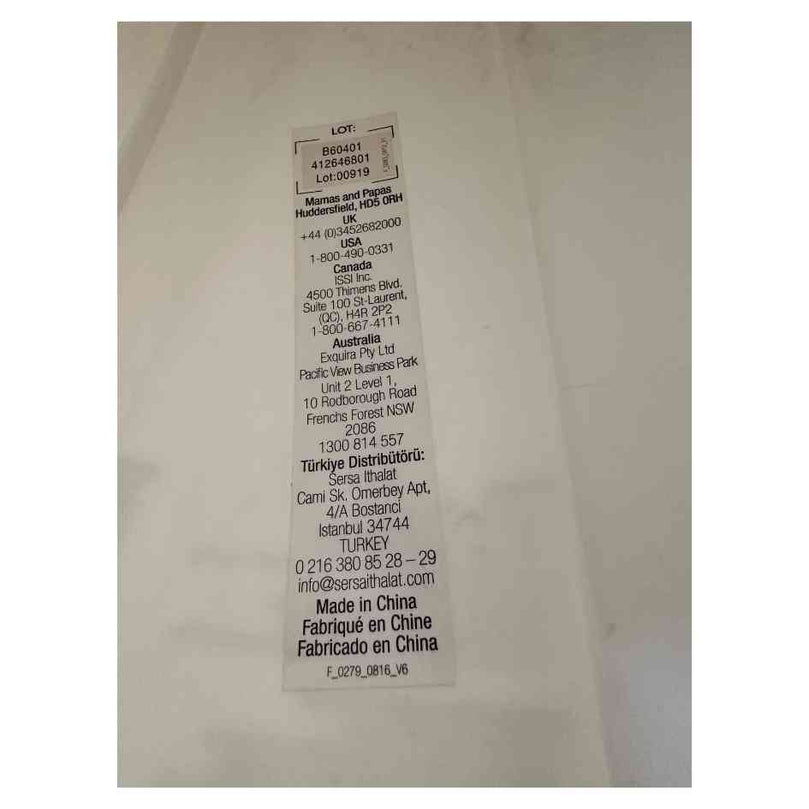 LOT:
B60401
412646801
Lot:00919
Mamas and Papas
Huddersfield, HD5 0RH
UK
+44 (0)3452682000
USA
1-800-490-0331
Canada
ISSI Inc.
4500 Thimens Blvd.
Suite 100 St-Laurent,
(QC), H4R 2P2
1-800-667-4111
Australia
Exquira Pty Ltd
Pacific View Business Park
Unit 2 Level 1,
10 Rodborough Road
Frenchs Forest NSW
2086
1300 814 557
Türkiye Distribütörü:
Sersa Ithalat
Cami Sk. Omerbey Apt,
4/A Bostanci
Istanbul 34744
TURKEY
0 216 380 85 28 – 29
info@sersaithalat.com
Made in China
Fabriqué en Chine
Fabricado en China
F_0279_0816_V6